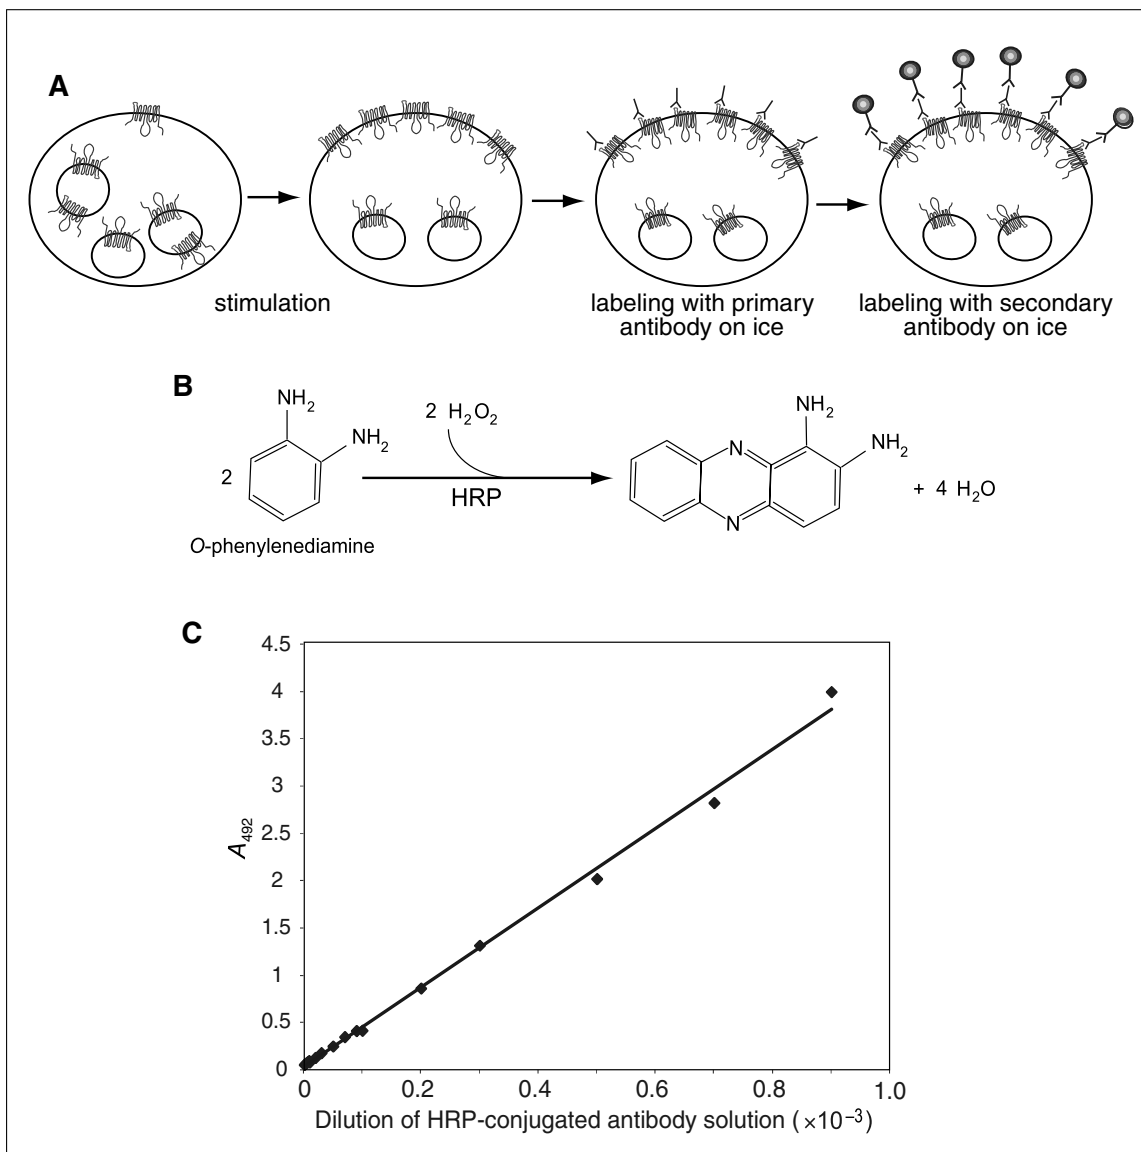 A
stimulation
labeling with primary
antibody on ice
labeling with secondary
antibody on ice
B
NH2
NH2
2
2 H2O2
HRP
O-phenylenediamine
NH2
NH2
N
N
+ 4 H2O
C
4.5
4
3.5
3
2.5
2
1.5
1
0.5
0
A492
0 0.2 0.4 0.6 0.8 1.0
Dilution of HRP-conjugated antibody solution (×10−3)